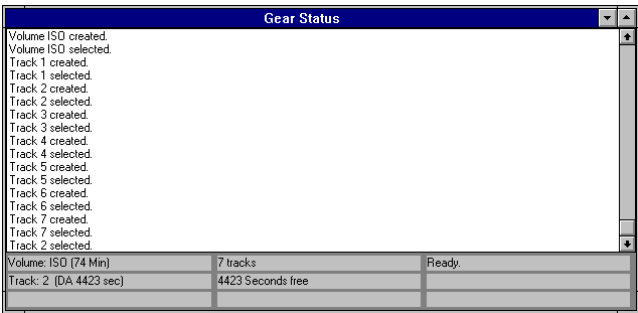 Gear Status
Volume ISO created.
Volume ISO selected.
Track 1 created.
Track 1 selected.
Track 2 created.
Track 2 selected.
Track 3 created.
Track 3 selected.
Track 4 created.
Track 4 selected.
Track 5 created.
Track 5 selected.
Track 6 created.
Track 6 selected.
Track 7 created.
Track 7 selected.
Track 2 selected.
Volume: ISO (74 Min) 7 tracks Ready.
Track: 2 (DA 4423 sec) 4423 Seconds free